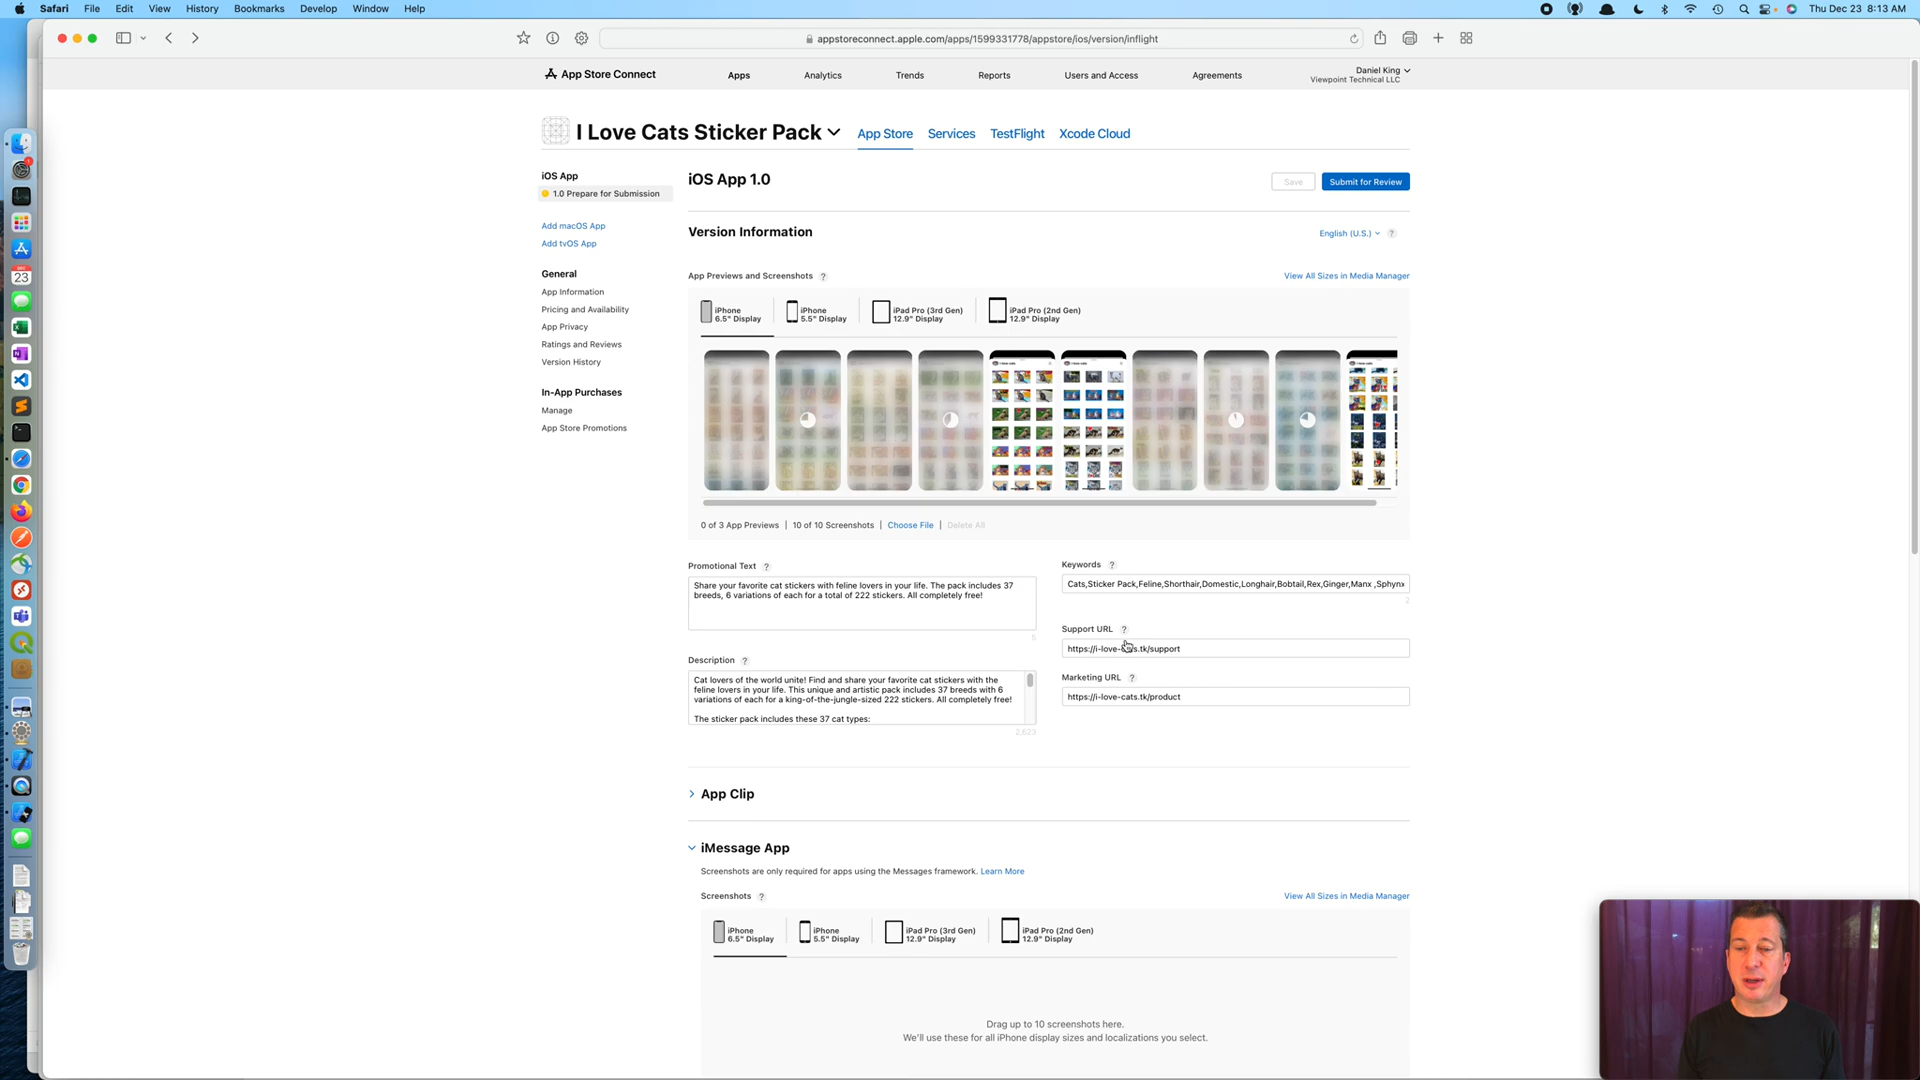 Safari File Edit View History Bookmarks Develop Window Help
Thu Dec 23 8:13 AM
appstoreconnect.apple.com/apps/1599331778/appstore/ios/version/inflight
App Store Connect
Apps
Analytics
Trends
Reports
Users and Access
Agreements
Daniel King
Viewpoint Technical LLC
I Love Cats Sticker Pack
App Store
Services
TestFlight
Xcode Cloud
iOS App
1.0 Prepare for Submission
Add macOS App
Add tvOS App
General
App Information
Pricing and Availability
App Privacy
Ratings and Reviews
Version History
In-App Purchases
Manage
App Store Promotions
iOS App 1.0
Save
Submit for Review
Version Information
English (U.S.)
?
App Previews and Screenshots ?
View All Sizes in Media Manager
iPhone
6.5" Display
iPhone
5.5" Display
iPad Pro (3rd Gen)
12.9" Display
iPad Pro (2nd Gen)
12.9" Display
0 of 3 App Previews | 10 of 10 Screenshots | Choose File | Delete All
Promotional Text ?
Share your favorite cat stickers with feline lovers in your life. The pack includes 37
breeds, 6 variations of each for a total of 222 stickers. All completely free!
5
Description ?
Cat lovers of the world unite! Find and share your favorite cat stickers with the
feline lovers in your life. This unique and artistic pack includes 37 breeds with 6
variations of each for a king-of-the-jungle-sized 222 stickers. All completely free!
The sticker pack includes these 37 cat types:
2,623
Keywords ?
Cats,Sticker Pack,Feline,Shorthair,Domestic,Longhair,Bobtail,Rex,Ginger,Manx ,Sphynx
2
Support URL ?
https://i-love-cats.tk/support
Marketing URL ?
https://i-love-cats.tk/product
App Clip
iMessage App
Screenshots are only required for apps using the Messages framework. Learn More
Screenshots ?
View All Sizes in Media Manager
iPhone
6.5" Display
iPhone
5.5" Display
iPad Pro (3rd Gen)
12.9" Display
iPad Pro (2nd Gen)
12.9" Display
Drag up to 10 screenshots here.
We'll use these for all iPhone display sizes and localizations you select.
DEC
23